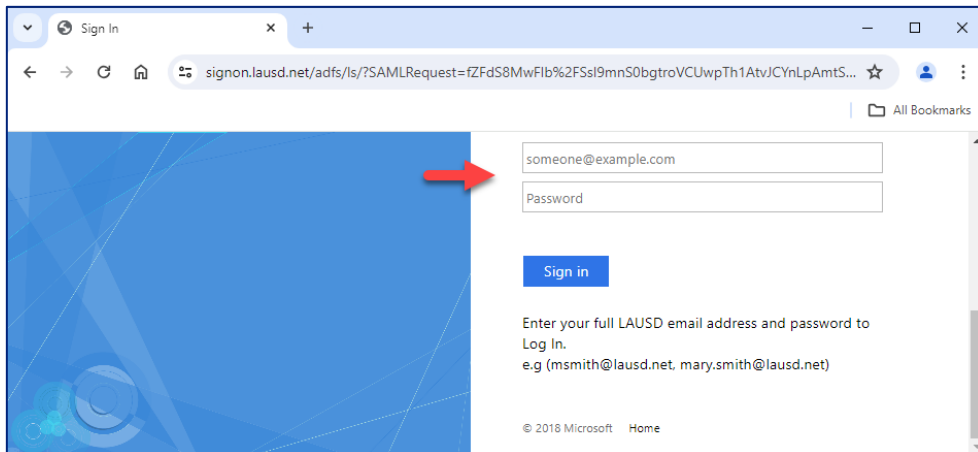 Sign In
signon.lausd.net/adfs/ls/?SAMLRequest=fZFdS8MwFIb%2FSsl9mnS0bgtroVCUwpTh1AtvJCYnLpAmtS...
All Bookmarks
someone@example.com
Password
Sign in
Enter your full LAUSD email address and password to
Log In.
e.g (msmith@lausd.net, mary.smith@lausd.net)
© 2018 Microsoft Home